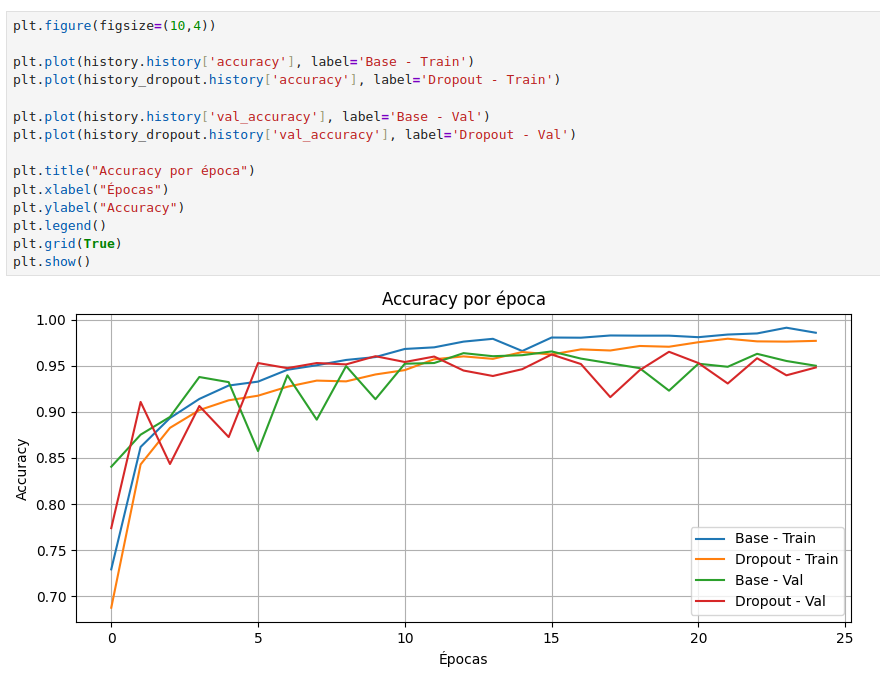 plt.figure(figsize=(10,4))
plt.plot(history.history['accuracy'], label='Base - Train')
plt.plot(history_dropout.history['accuracy'], label='Dropout - Train')
plt.plot(history.history['val_accuracy'], label='Base - Val')
plt.plot(history_dropout.history['val_accuracy'], label='Dropout - Val')
plt.title("Accuracy por época")
plt.xlabel("Épocas")
plt.ylabel("Accuracy")
plt.legend()
plt.grid(True)
plt.show()
Accuracy por época
1.00
0.95
0.90
0.85
0.80
0.75
0.70
Accuracy
Base - Train
Dropout - Train
Base - Val
Dropout - Val
0 5 10 15 20 25
Épocas